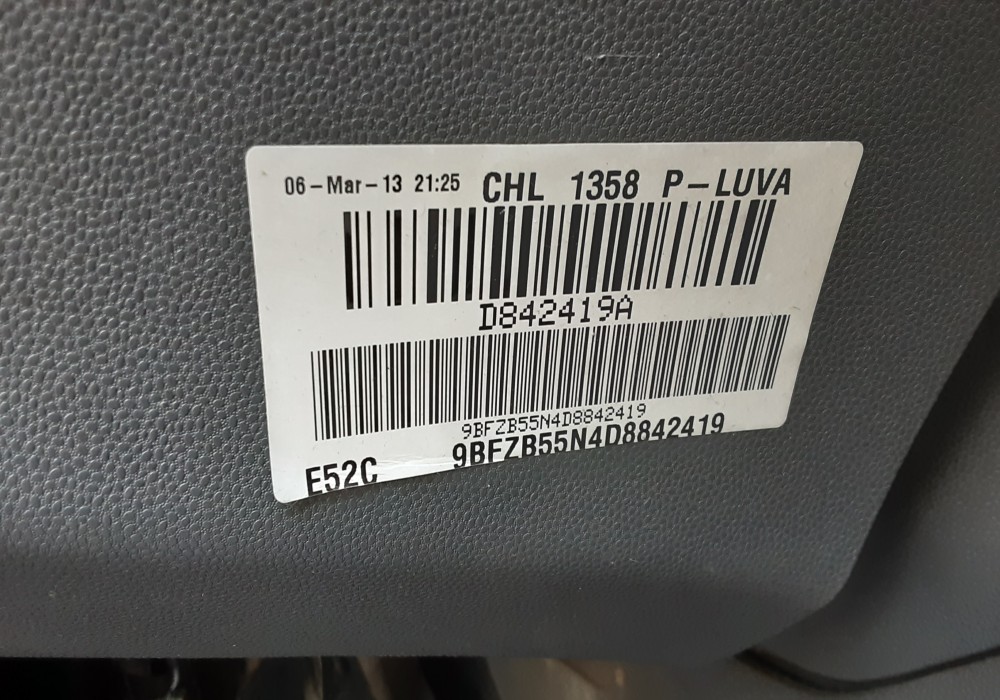 06-Mar-13 21:25 CHL 1358 P-LUVA
D842419A
9BFZB55N4D8842419
E52C 9BFZB55N4D8842419